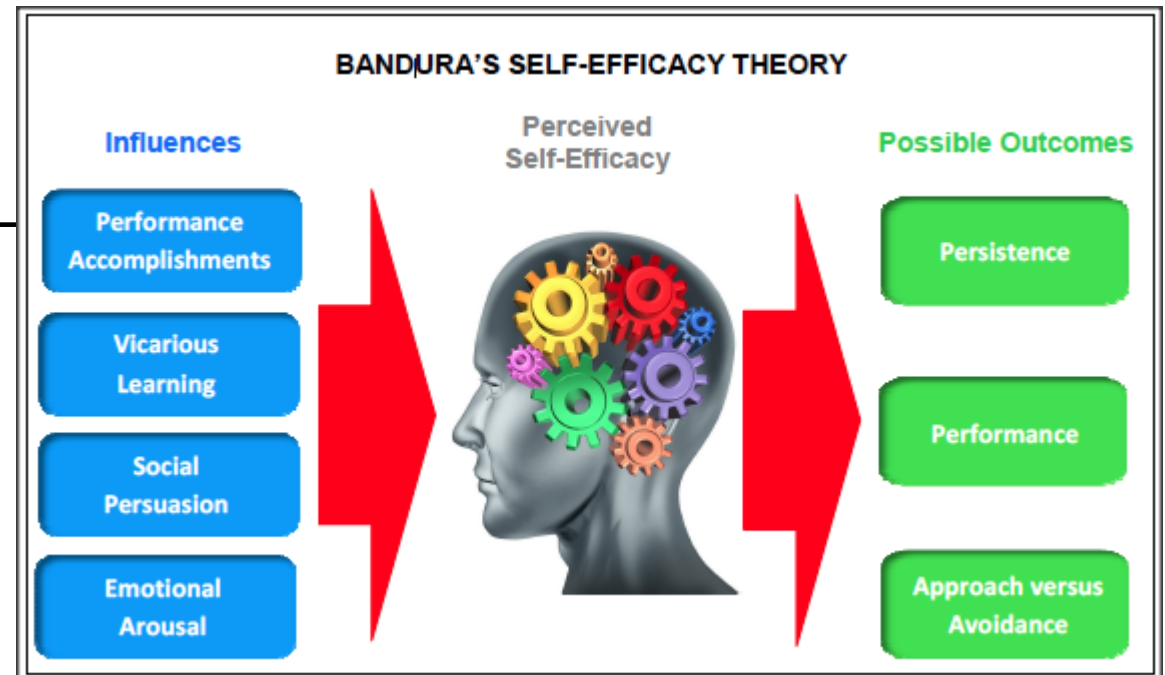 BANDURA'S SELF-EFFICACY THEORY
Influences
Performance
Accomplishments
Vicarious
Learning
Social
Persuasion
Emotional
Arousal
Perceived
Self-Efficacy
Possible Outcomes
Persistence
Performance
Approach versus
Avoidance